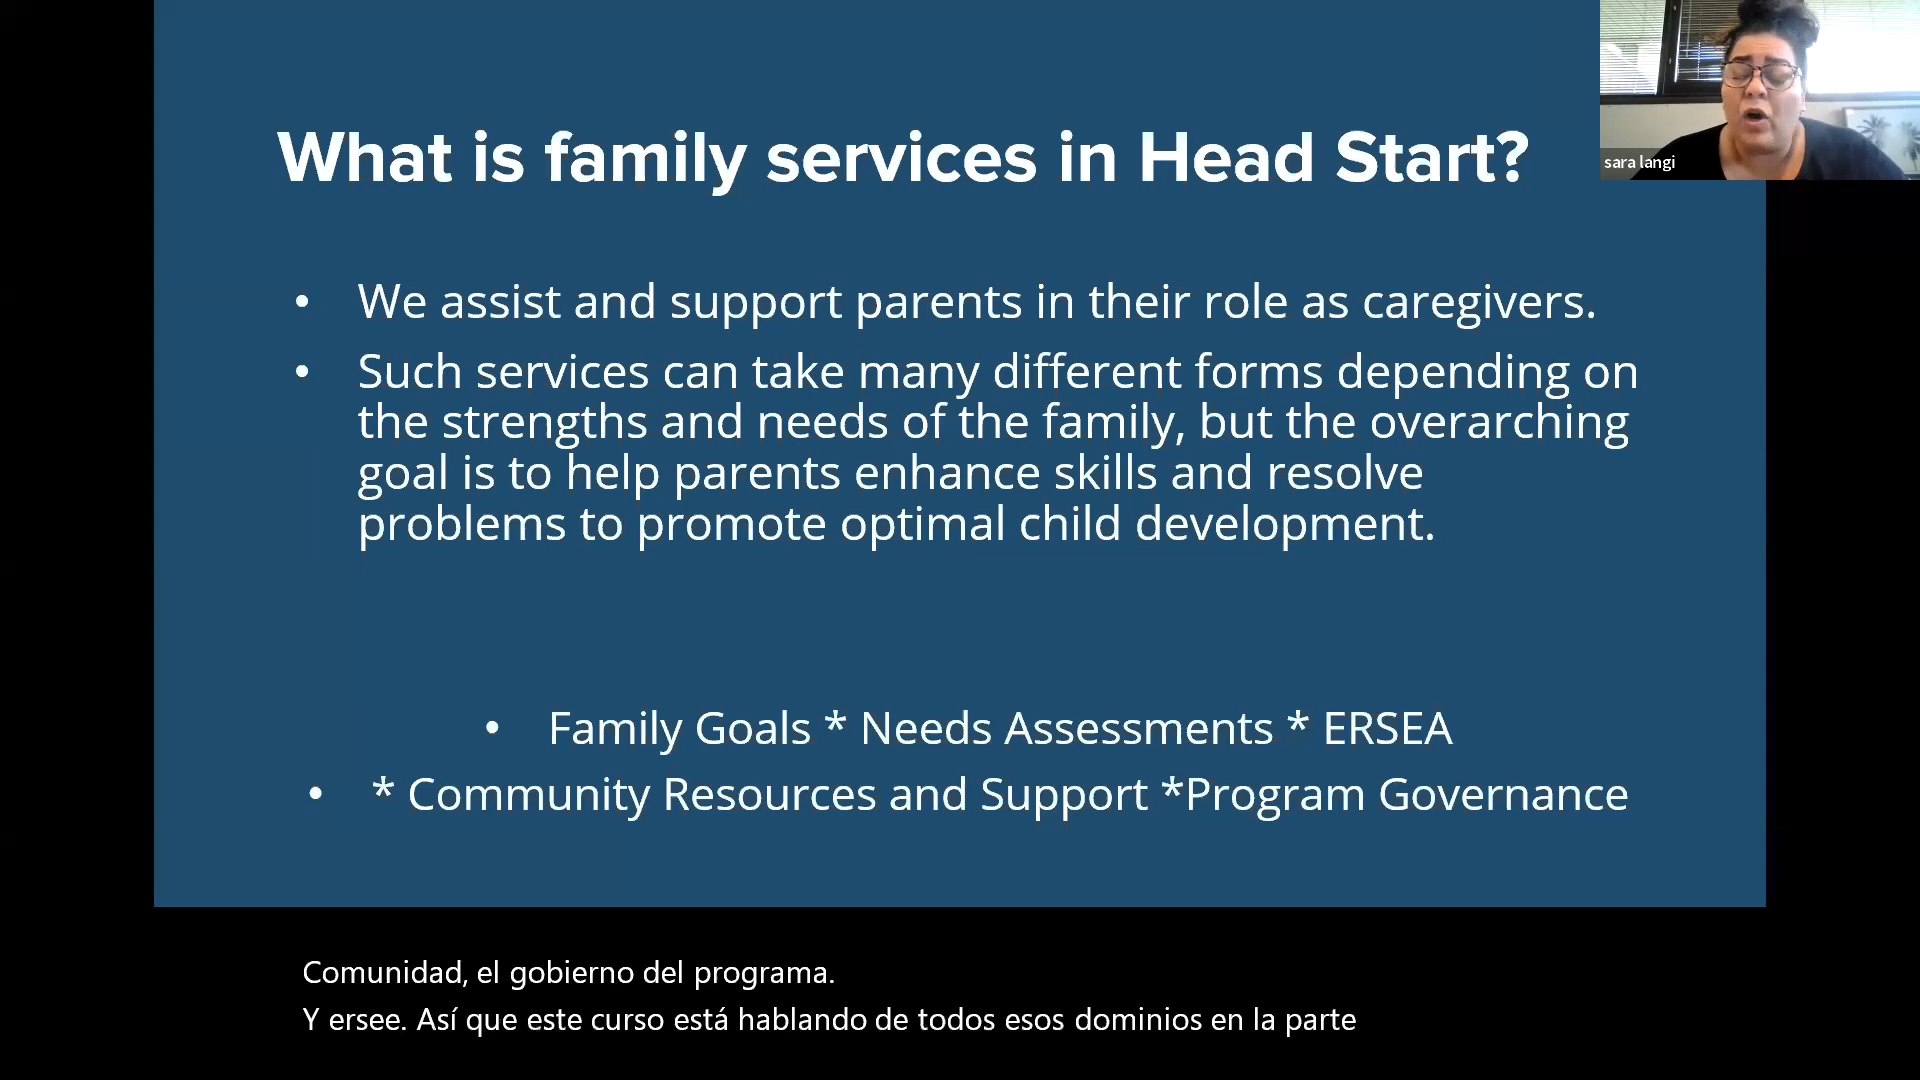 What is family services in Head Start?
sara langi
• We assist and support parents in their role as caregivers.
• Such services can take many different forms depending on
the strengths and needs of the family, but the overarching
goal is to help parents enhance skills and resolve
problems to promote optimal child development.
• Family Goals * Needs Assessments * ERSEA
• * Community Resources and Support *Program Governance
Comunidad, el gobierno del programa.
Y ersee. Así que este curso está hablando de todos esos dominios en la parte